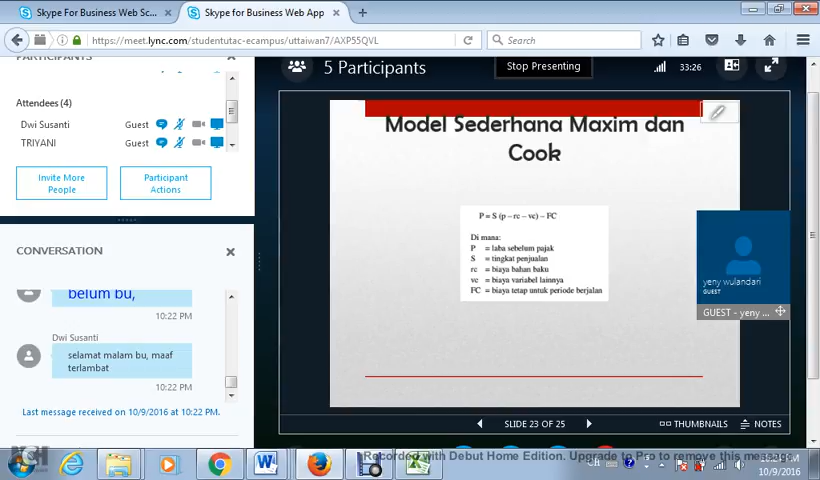 Skype For Business Web Sc...
Skype for Business Web App
https://meet.lync.com/studentutac-ecampus/uttaiwan7/AXP55QVL
Search
PARTICIPANTS
5 Participants
Stop Presenting
33:26
Attendees (4)
Dwi Susanti Guest
TRIYANI Guest
Invite More People
Participant Actions
CONVERSATION
belum bu,
10:22 PM
Dwi Susanti
selamat malam bu, maaf
terlambat
10:22 PM
Last message received on 10/9/2016 at 10:22 PM.
Model Sederhana Maxim dan
Cook
P = S (p – rc – vc) – FC
Di mana:
P = laba sebelum pajak
S = tingkat penjualan
rc = biaya bahan baku
vc = biaya variabel lainnya
FC = biaya tetap untuk periode berjalan
yeny wulandari
GUEST
GUEST - yeny ...
SLIDE 23 OF 25
THUMBNAILS
NOTES
Recorded with Debut Home Edition. Upgrade to Pro to remove this message.
CH
10/9/2016